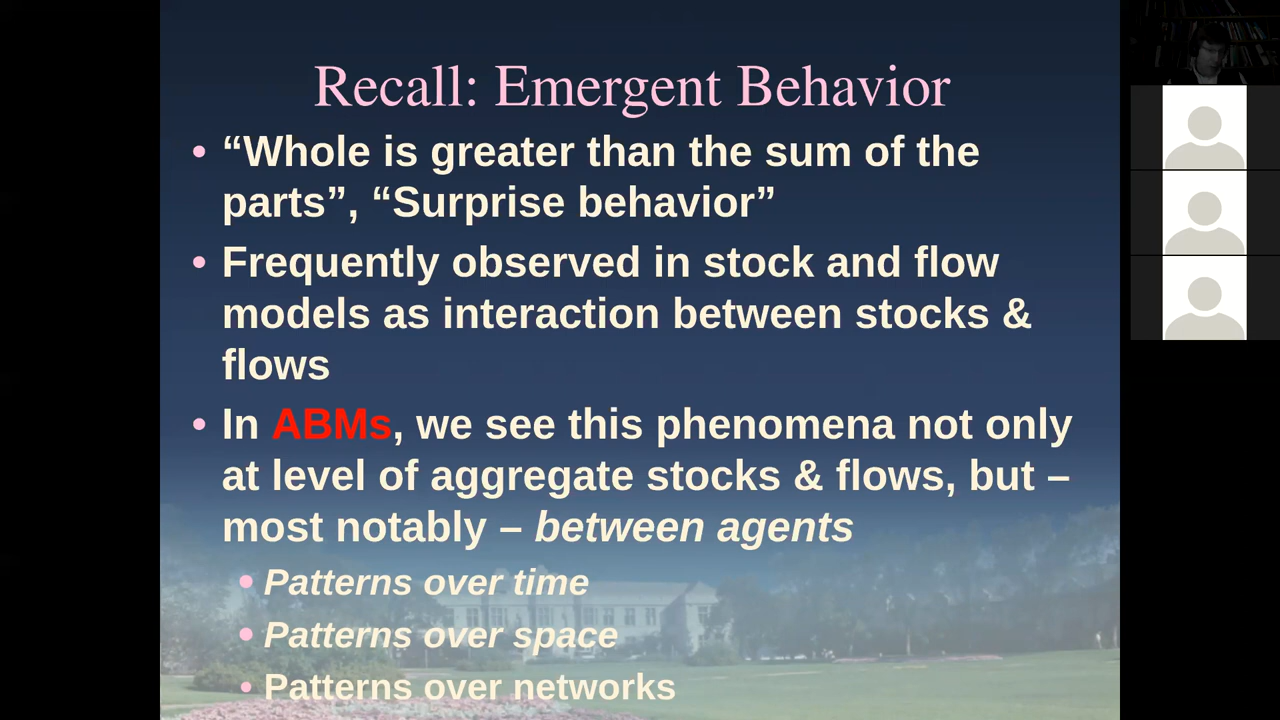 Recall: Emergent Behavior
• “Whole is greater than the sum of the
parts”, “Surprise behavior”
• Frequently observed in stock and flow
models as interaction between stocks &
flows
• In ABMs, we see this phenomena not only
at level of aggregate stocks & flows, but –
most notably – between agents
• Patterns over time
• Patterns over space
• Patterns over networks